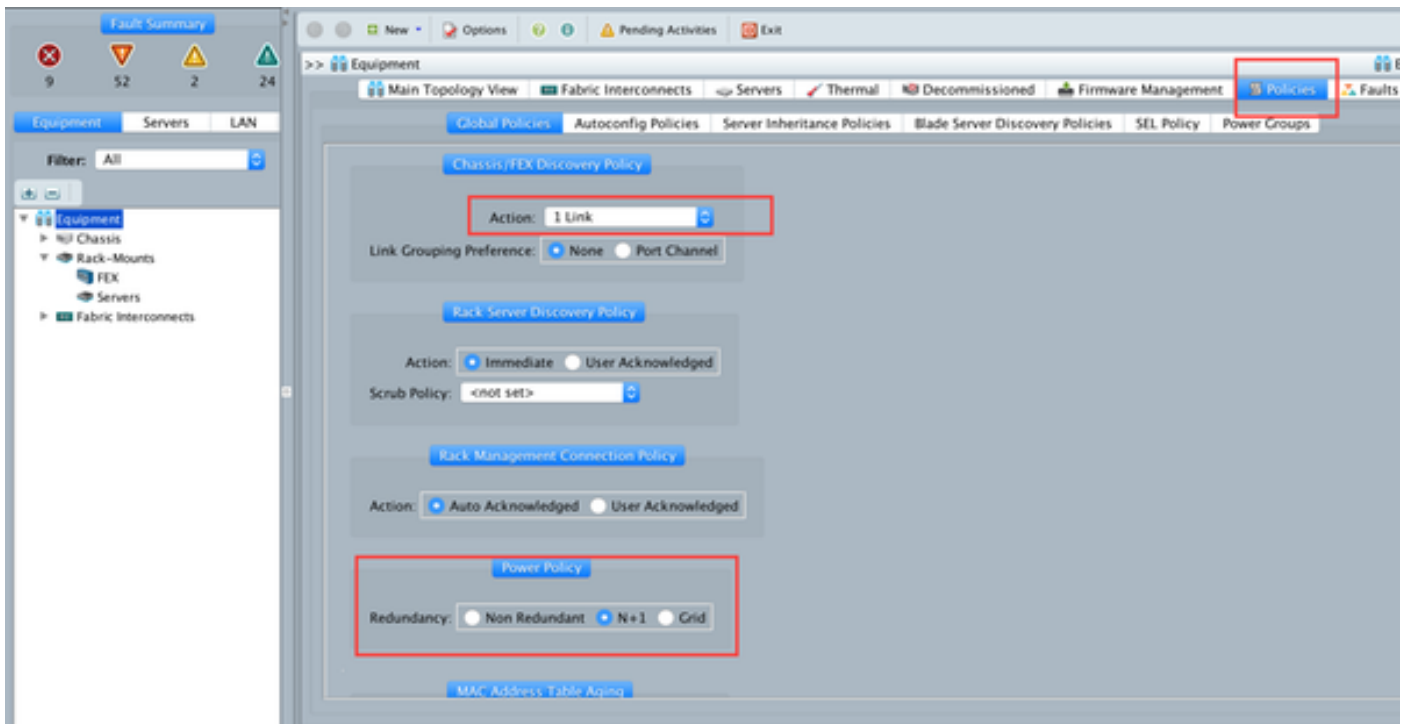 Fault Summary
9 52 2 24
New Options Pending Activities Exit
>> Equipment
Main Topology View Fabric Interconnects Servers Thermal Decommissioned Firmware Management Policies Faults
Equipment Servers LAN
Global Policies Autoconfig Policies Server Inheritance Policies Blade Server Discovery Policies SEL Policy Power Groups
Filter: All
Equipment
Chassis
Rack-Mounts
FEX
Servers
Fabric Interconnects
Chassis/FEX Discovery Policy
Action: 1 Link
Link Grouping Preference: None Port Channel
Rack Server Discovery Policy
Action: Immediate User Acknowledged
Scrub Policy: <not set>
Rack Management Connection Policy
Action: Auto Acknowledged User Acknowledged
Power Policy
Redundancy: Non Redundant N+1 Grid
MAC Address Table Aging